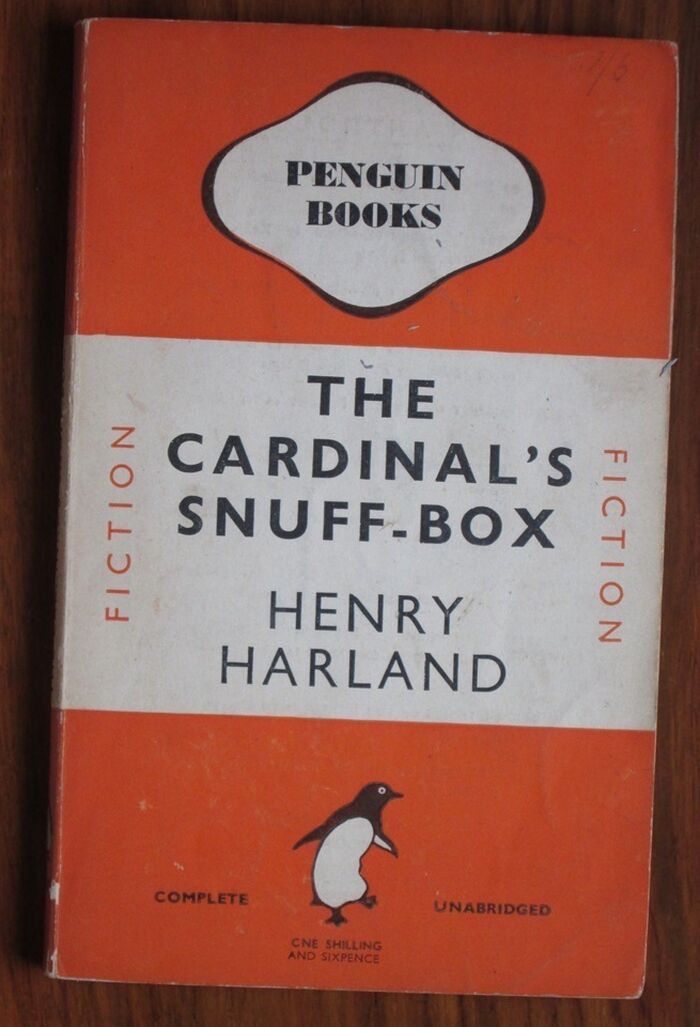 PENGUIN
BOOKS
THE
CARDINAL'S
SNUFF-BOX
FICTION
FICTION
HENRY
HARLAND
COMPLETE
UNABRIDGED
ONE SHILLING
AND SIXPENCE